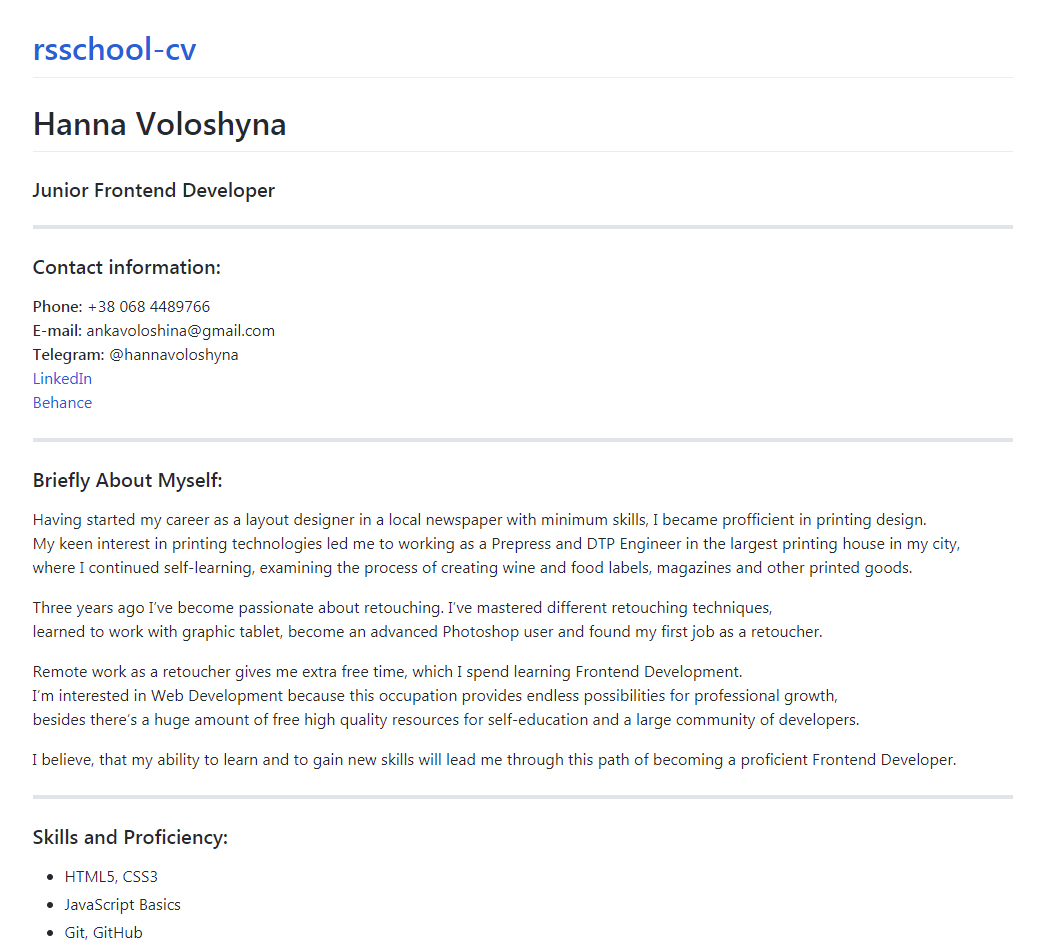 rsschool-cv
Hanna Voloshyna
Junior Frontend Developer
Contact information:
Phone: +38 068 4489766
E-mail: ankavoloshina@gmail.com
Telegram: @hannavoloshyna
LinkedIn
Behance
Briefly About Myself:
Having started my career as a layout designer in a local newspaper with minimum skills, I became profficient in printing design.
My keen interest in printing technologies led me to working as a Prepress and DTP Engineer in the largest printing house in my city,
where I continued self-learning, examining the process of creating wine and food labels, magazines and other printed goods.
Three years ago I’ve become passionate about retouching. I’ve mastered different retouching techniques,
learned to work with graphic tablet, become an advanced Photoshop user and found my first job as a retoucher.
Remote work as a retoucher gives me extra free time, which I spend learning Frontend Development.
I’m interested in Web Development because this occupation provides endless possibilities for professional growth,
besides there’s a huge amount of free high quality resources for self-education and a large community of developers.
I believe, that my ability to learn and to gain new skills will lead me through this path of becoming a proficient Frontend Developer.
Skills and Proficiency:
• HTML5, CSS3
• JavaScript Basics
• Git, GitHub